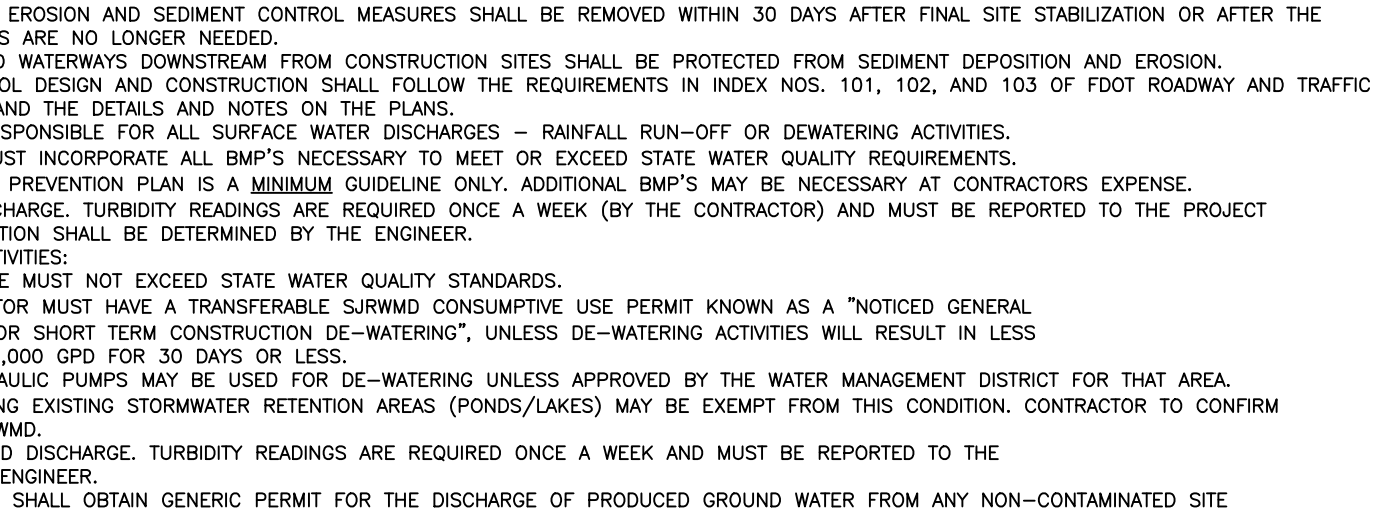 EROSION AND SEDIMENT CONTROL MEASURES SHALL BE REMOVED WITHIN 30 DAYS AFTER FINAL SITE STABILIZATION OR AFTER THE
S ARE NO LONGER NEEDED.
WATERWAYS DOWNSTREAM FROM CONSTRUCTION SITES SHALL BE PROTECTED FROM SEDIMENT DEPOSITION AND EROSION.
OL DESIGN AND CONSTRUCTION SHALL FOLLOW THE REQUIREMENTS IN INDEX NOS. 101, 102, AND 103 OF FDOT ROADWAY AND TRAFFIC
AND THE DETAILS AND NOTES ON THE PLANS.
SPONSIBLE FOR ALL SURFACE WATER DISCHARGES – RAINFALL RUN–OFF OR DEWATERING ACTIVITIES.
UST INCORPORATE ALL BMP'S NECESSARY TO MEET OR EXCEED STATE WATER QUALITY REQUIREMENTS.
PREVENTION PLAN IS A MINIMUM GUIDELINE ONLY. ADDITIONAL BMP'S MAY BE NECESSARY AT CONTRACTORS EXPENSE.
CHARGE. TURBIDITY READINGS ARE REQUIRED ONCE A WEEK (BY THE CONTRACTOR) AND MUST BE REPORTED TO THE PROJECT
TION SHALL BE DETERMINED BY THE ENGINEER.
TIVITIES:
E MUST NOT EXCEED STATE WATER QUALITY STANDARDS.
TOR MUST HAVE A TRANSFERABLE SJRWMD CONSUMPTIVE USE PERMIT KNOWN AS A "NOTICED GENERAL
OR SHORT TERM CONSTRUCTION DE–WATERING", UNLESS DE–WATERING ACTIVITIES WILL RESULT IN LESS
,000 GPD FOR 30 DAYS OR LESS.
AULIC PUMPS MAY BE USED FOR DE–WATERING UNLESS APPROVED BY THE WATER MANAGEMENT DISTRICT FOR THAT AREA.
NG EXISTING STORMWATER RETENTION AREAS (PONDS/LAKES) MAY BE EXEMPT FROM THIS CONDITION. CONTRACTOR TO CONFIRM
WMD.
D DISCHARGE. TURBIDITY READINGS ARE REQUIRED ONCE A WEEK AND MUST BE REPORTED TO THE
ENGINEER.
SHALL OBTAIN GENERIC PERMIT FOR THE DISCHARGE OF PRODUCED GROUND WATER FROM ANY NON–CONTAMINATED SITE